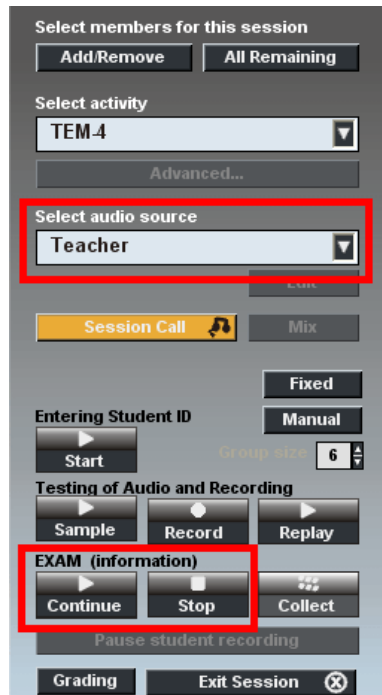 Select members for this session
Add/Remove All Remaining
Select activity
TEM-4
Advanced...
Select audio source
Teacher
Edit
Session Call Mix
Fixed
Entering Student ID Manual
Start Group size 6
Testing of Audio and Recording
Sample Record Replay
EXAM (information)
Continue Stop Collect
Pause student recording
Grading Exit Session